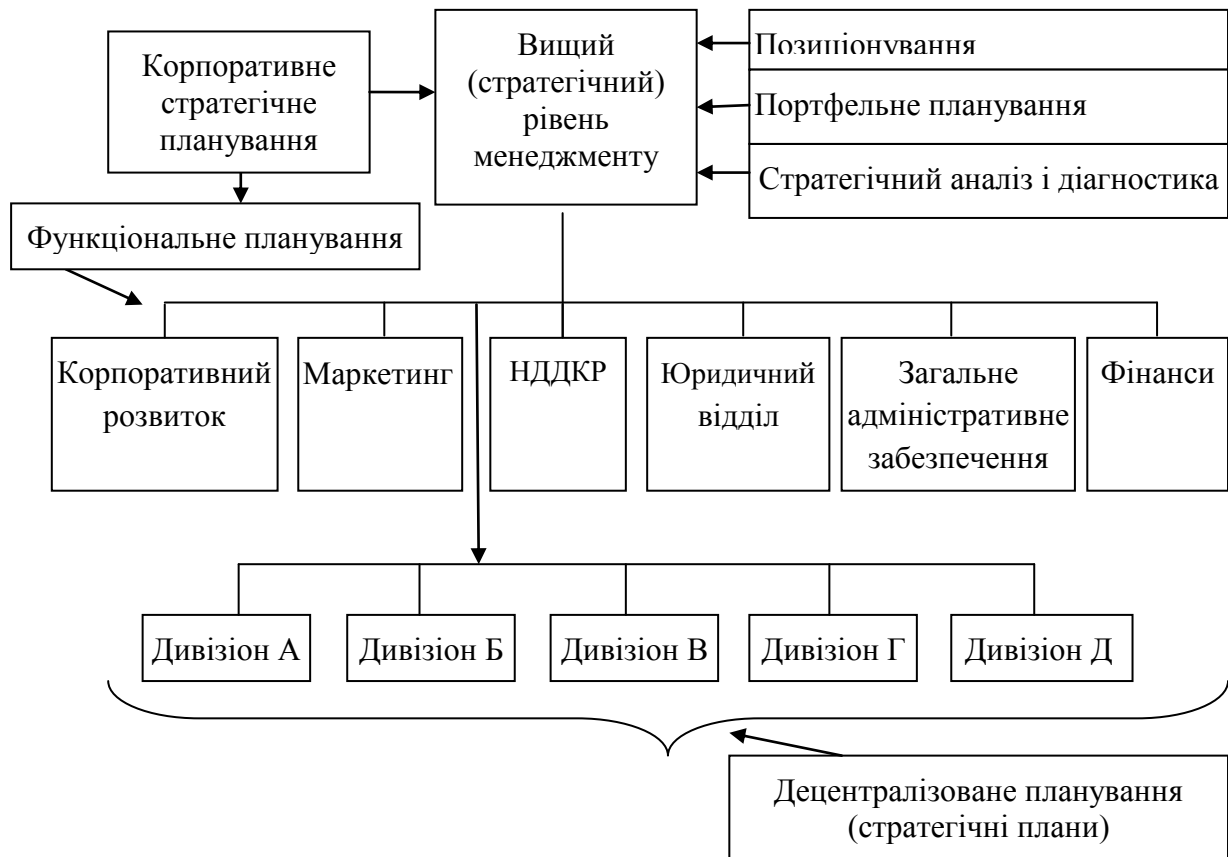 Корпоративне
стратегічне
планування
Вищий
(стратегічний)
рівень
менеджменту
Позиціонування
Портфельне планування
Стратегічний аналіз і діагностика
Функціональне планування
Корпоративний
розвиток
Маркетинг
НДДКР
Юридичний
відділ
Загальне
адміністративне
забезпечення
Фінанси
Дивізіон А
Дивізіон Б
Дивізіон В
Дивізіон Г
Дивізіон Д
Децентралізоване планування
(стратегічні плани)